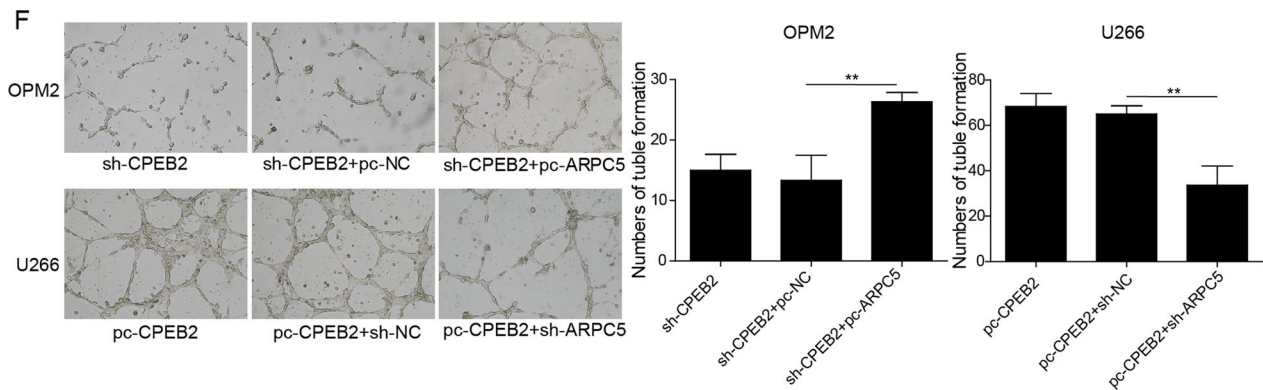 F
OPM2
sh-CPEB2
sh-CPEB2+pc-NC
sh-CPEB2+pc-ARPC5
U266
pc-CPEB2
pc-CPEB2+sh-NC
pc-CPEB2+sh-ARPC5
OPM2
Numbers of tuble formation
30
20
10
0
**
sh-CPEB2
sh-CPEB2+pc-NC
sh-CPEB2+pc-ARPC5
U266
Numbers of tuble formation
80
60
40
20
0
**
pc-CPEB2
pc-CPEB2+sh-NC
pc-CPEB2+sh-ARPC5